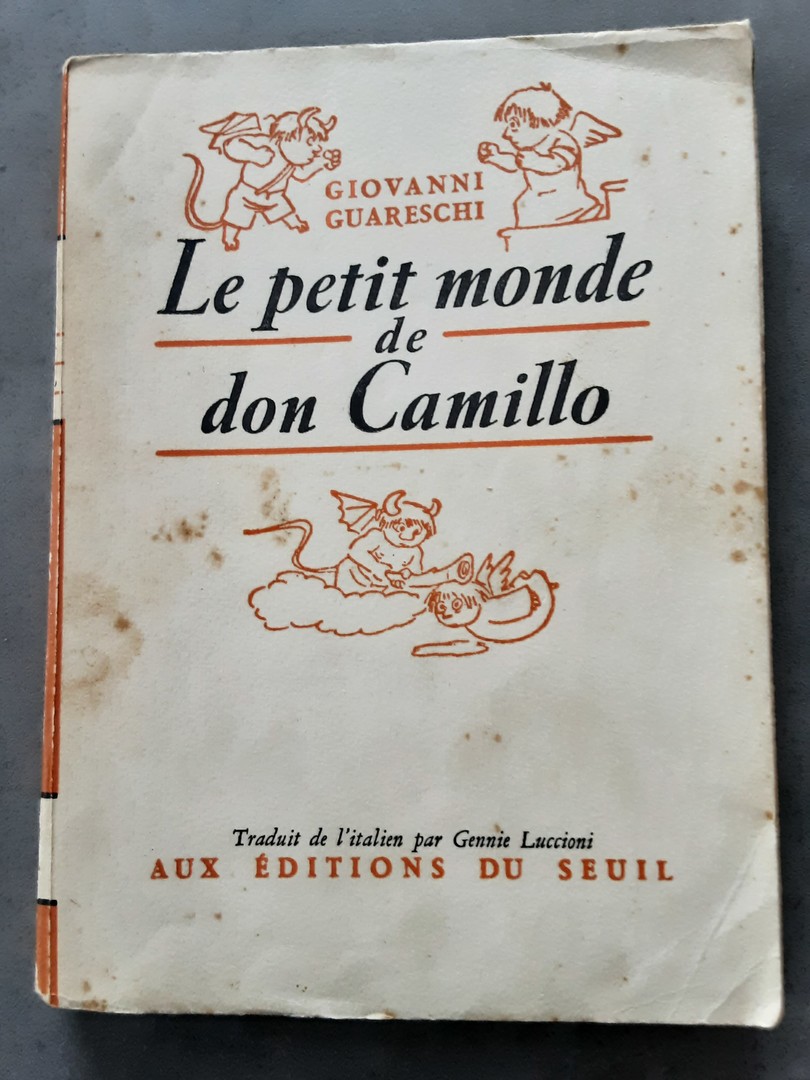 GIOVANNI
GUARESCHI
Le petit monde
de
don Camillo
Traduit de l'italien par Gennie Luccioni
AUX ÉDITIONS DU SEUIL